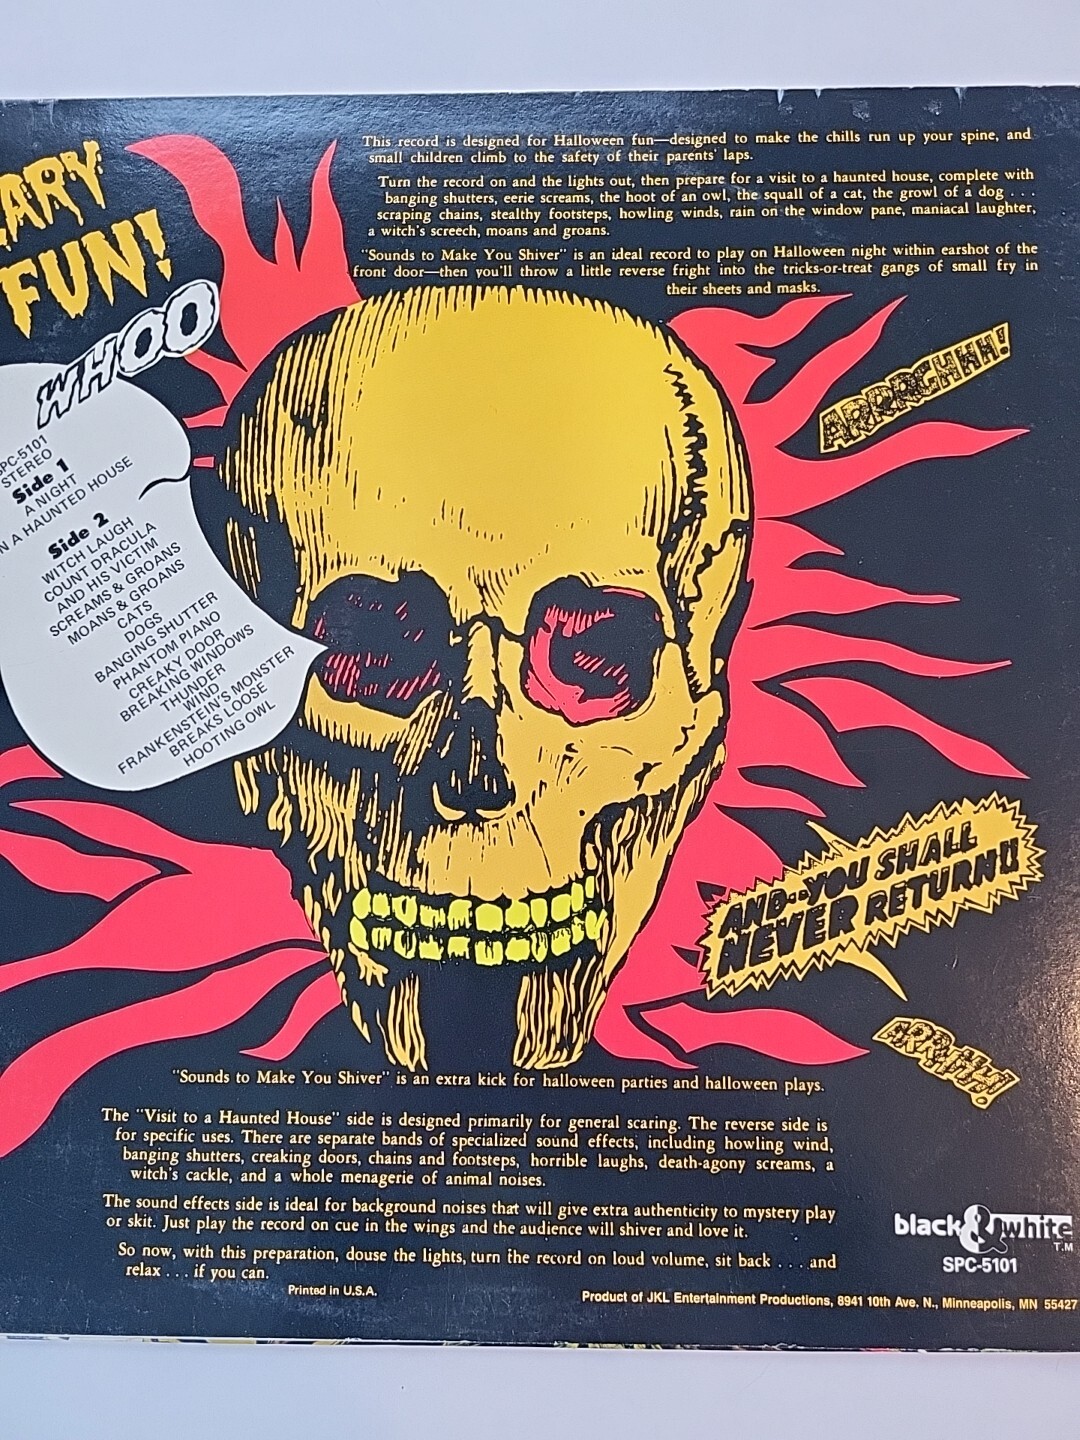 This record is designed for Halloween fun—designed to make the chills run up your spine, and
small children climb to the safety of their parents' laps.
Turn the record on and the lights out, then prepare for a visit to a haunted house, complete with
banging shutters, eerie screams, the hoot of an owl, the squall of a cat, the growl of a dog . . .
scraping chains, stealthy footsteps, howling winds, rain on the window pane, maniacal laughter,
a witch's screech, moans and groans.
"Sounds to Make You Shiver" is an ideal record to play on Halloween night within earshot of the
front door—then you'll throw a little reverse fright into the tricks-or-treat gangs of small fry in
their sheets and masks.
ARY
FUN!
WHOO
SPC-5101
STEREO
Side 1
A NIGHT
N A HAUNTED HOUSE
Side 2
WITCH LAUGH
COUNT DRACULA
AND HIS VICTIM
SCREAMS & GROANS
MOANS & GROANS
CATS
DOGS
BANGING SHUTTER
PHANTOM PIANO
CREAKY DOOR
BREAKING WINDOWS
THUNDER
WIND
FRANKENSTEIN'S MONSTER
BREAKS LOOSE
HOOTING OWL
ARRRGHHH!
AND..YOU SHALL
NEVER RETURN!!
ARRHH!
"Sounds to Make You Shiver" is an extra kick for halloween parties and halloween plays.
The "Visit to a Haunted House" side is designed primarily for general scaring. The reverse side is
for specific uses. There are separate bands of specialized sound effects, including howling wind,
banging shutters, creaking doors, chains and footsteps, horrible laughs, death-agony screams, a
witch's cackle, and a whole menagerie of animal noises.
The sound effects side is ideal for background noises that will give extra authenticity to mystery play
or skit. Just play the record on cue in the wings and the audience will shiver and love it.
So now, with this preparation, douse the lights, turn the record on loud volume, sit back . . . and
relax . . . if you can.
Printed in U.S.A.
black & white
T.M
SPC-5101
Product of JKL Entertainment Productions, 8941 10th Ave. N., Minneapolis, MN 55427